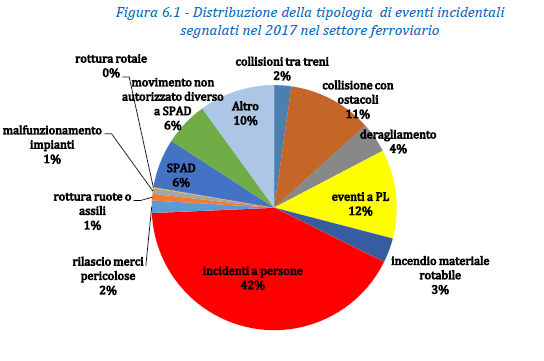 Figura 6.1 - Distribuzione della tipologia di eventi incidentali
segnalati nel 2017 nel settore ferroviario
collisioni tra treni
2%
collisione con
ostacoli
11%
deragliamento
4%
eventi a PL
12%
incendio materiale
rotabile
3%
incidenti a persone
42%
rilascio merci
pericolose
2%
rottura ruote o
assili
1%
malfunzionamento
impianti
1%
rottura rotaie
0%
SPAD
6%
movimento non
autorizzato diverso
a SPAD
6%
Altro
10%